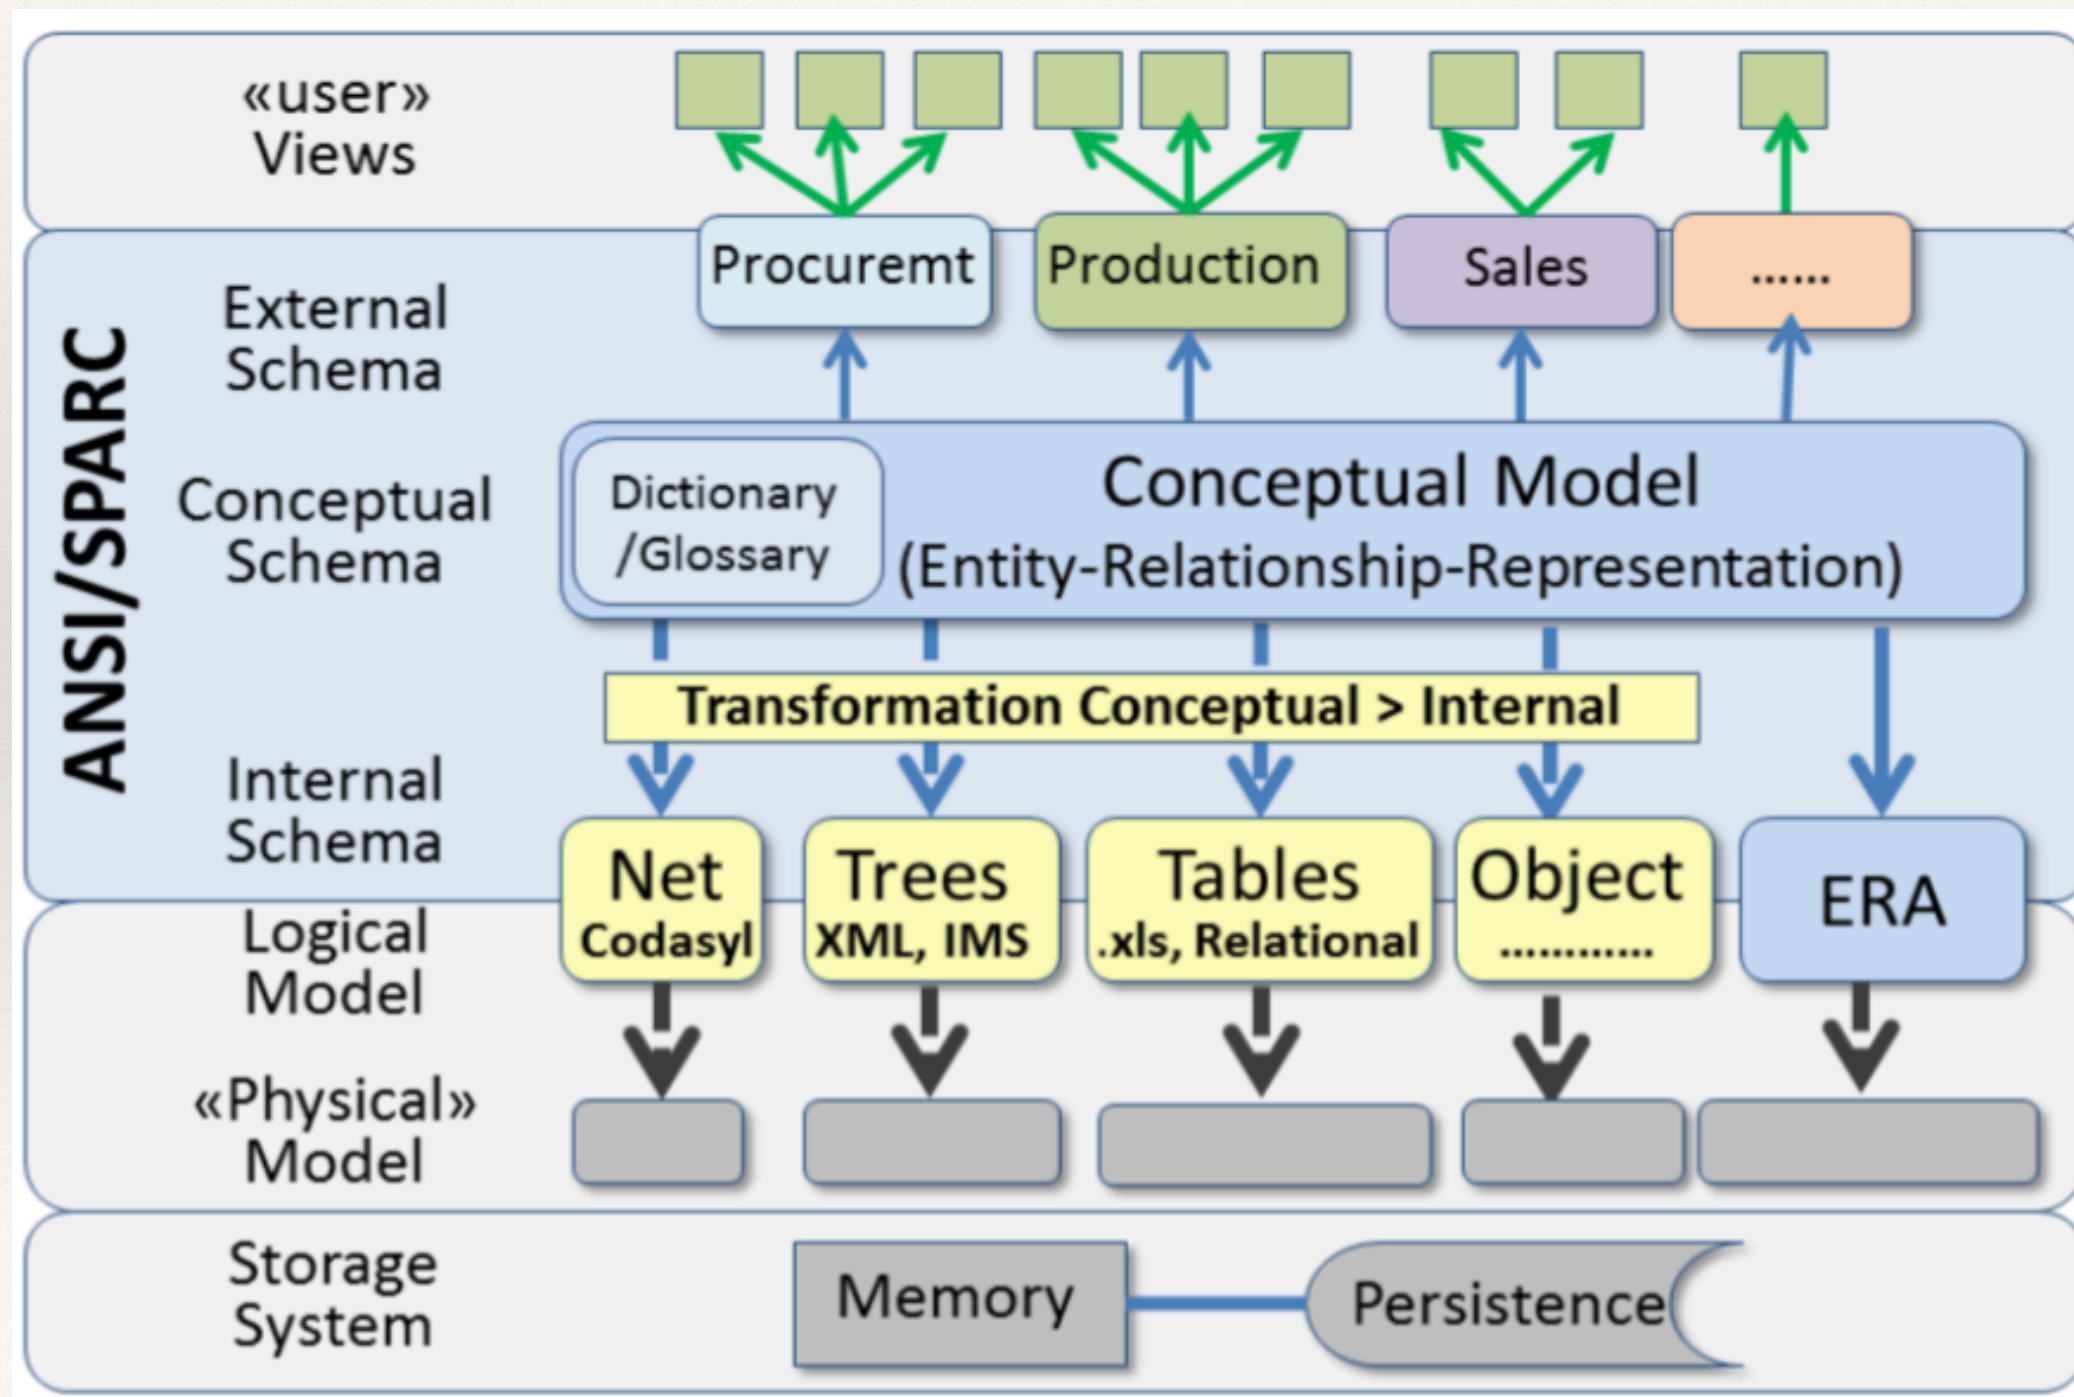 «user»
Views
ANSI/SPARC
External
Schema
Procuremt
Production
Sales
......
Conceptual
Schema
Dictionary
/Glossary
Conceptual Model
(Entity-Relationship-Representation)
Transformation Conceptual > Internal
Internal
Schema
Net
Codasyl
Trees
XML, IMS
Tables
.xls, Relational
Object
............
ERA
Logical
Model
«Physical»
Model
Storage
System
Memory
Persistence